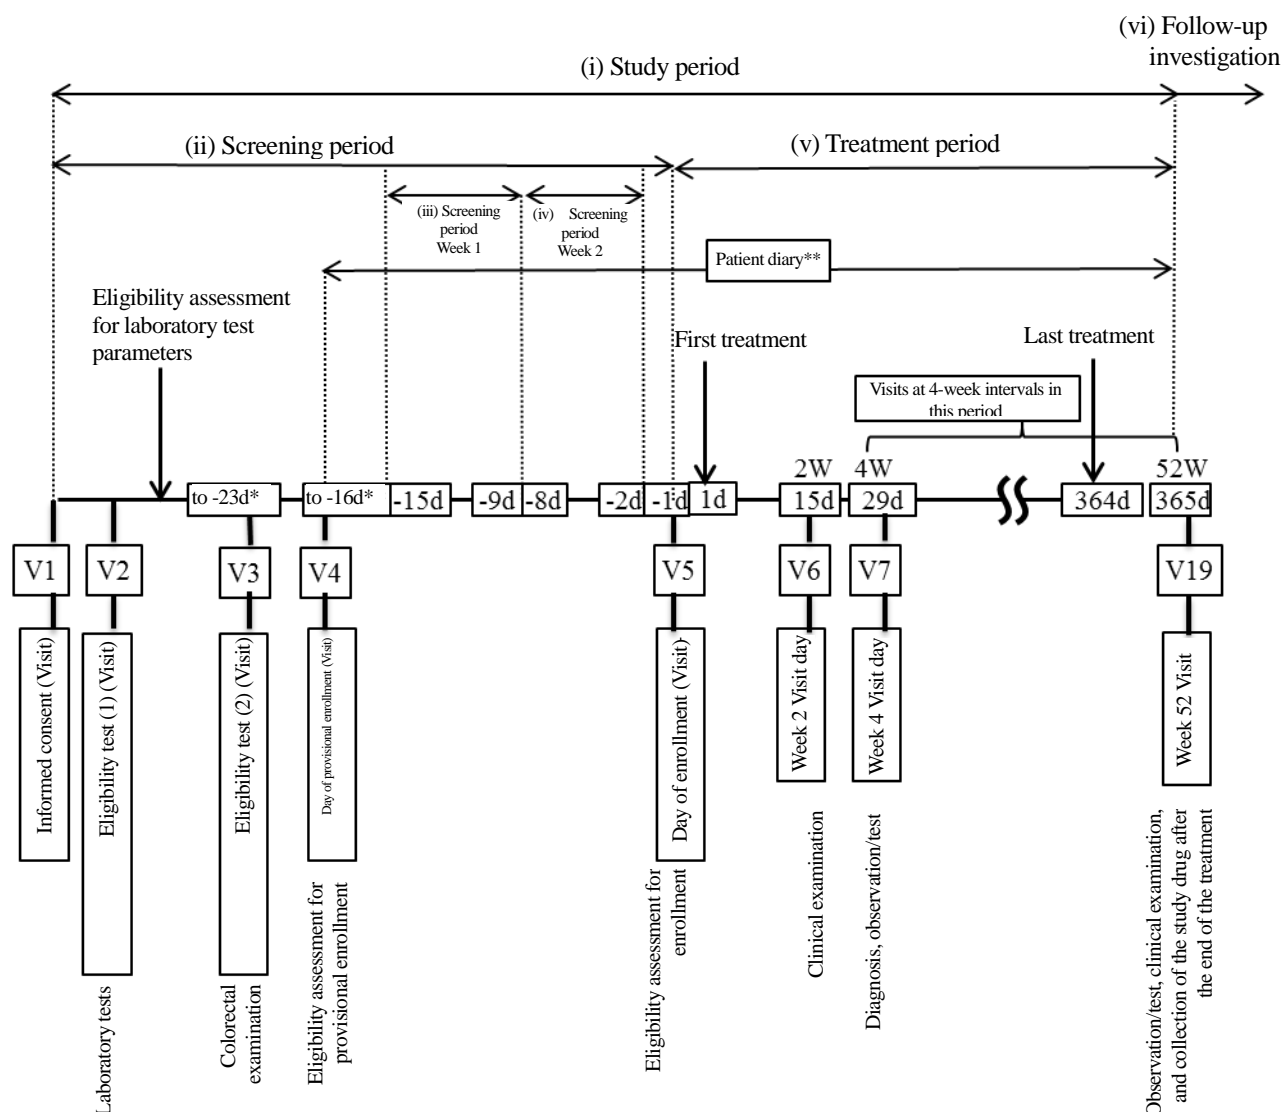 (vi) Follow-up
investigation
(i) Study period
(ii) Screening period
(v) Treatment period
(iii) Screening
period
Week 1
(iv) Screening
period
Week 2
Patient diary**
Eligibility assessment
for laboratory test
parameters
First treatment
Last treatment
Visits at 4-week intervals in
this period
2W
4W
52W
to -23d*
to -16d*
-15d
-9d
-8d
-2d
-1d
1d
15d
29d
364d
365d
V1
V2
V3
V4
V5
V6
V7
V19
Informed consent (Visit)
Eligibility test (1) (Visit)
Eligibility test (2) (Visit)
Day of provisional enrollment (Visit)
Day of enrollment (Visit)
Week 2 Visit day
Week 4 Visit day
Week 52 Visit
Laboratory tests
Colorectal
examination
Eligibility assessment for
provisional enrollment
Eligibility assessment for
enrollment
Clinical examination
Diagnosis, observation/test
Observation/test, clinical examination,
and collection of the study drug after
the end of the treatment